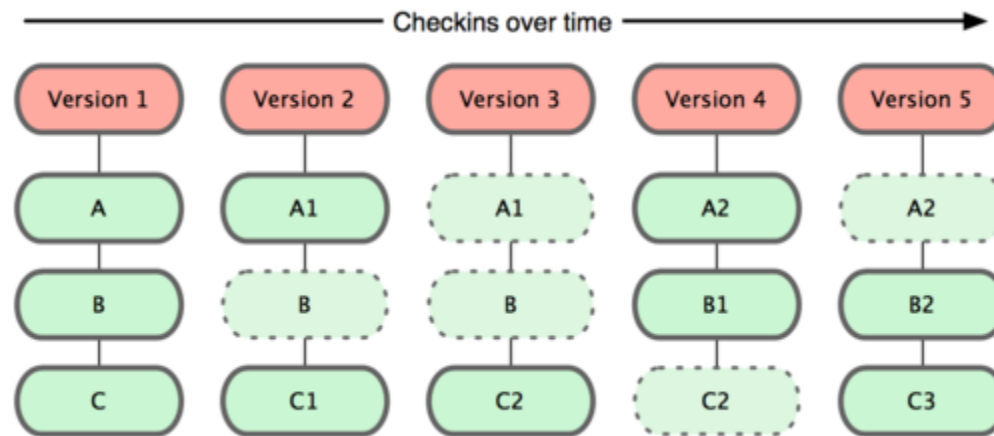 Checkins over time
Version 1 Version 2 Version 3 Version 4 Version 5
A A1 A1 A2 A2
B B B B1 B2
C C1 C2 C2 C3